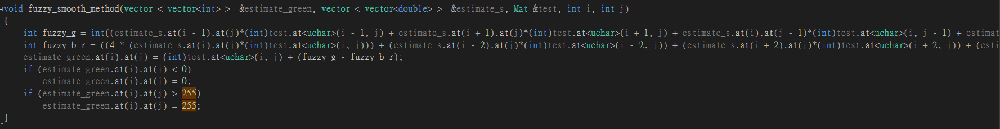 void fuzzy_smooth_method(vector < vector<int> > &estimate_green, vector < vector<double> > &estimate_s, Mat &test, int i, int j)
{
int fuzzy_g = int((estimate_s.at(i - 1).at(j)*(int)test.at<uchar>(i - 1, j) + estimate_s.at(i + 1).at(j)*(int)test.at<uchar>(i + 1, j) + estimate_s.at(i).at(j - 1)*(int)test.at<uchar>(i, j - 1) + estimat
int fuzzy_b_r = ((4 * (estimate_s.at(i).at(j)*(int)test.at<uchar>(i, j))) + (estimate_s.at(i - 2).at(j)*(int)test.at<uchar>(i - 2, j)) + (estimate_s.at(i + 2).at(j)*(int)test.at<uchar>(i + 2, j)) + (esti
estimate_green.at(i).at(j) = (int)test.at<uchar>(i, j) + (fuzzy_g - fuzzy_b_r);
if (estimate_green.at(i).at(j) < 0)
estimate_green.at(i).at(j) = 0;
if (estimate_green.at(i).at(j) > 255)
estimate_green.at(i).at(j) = 255;
}